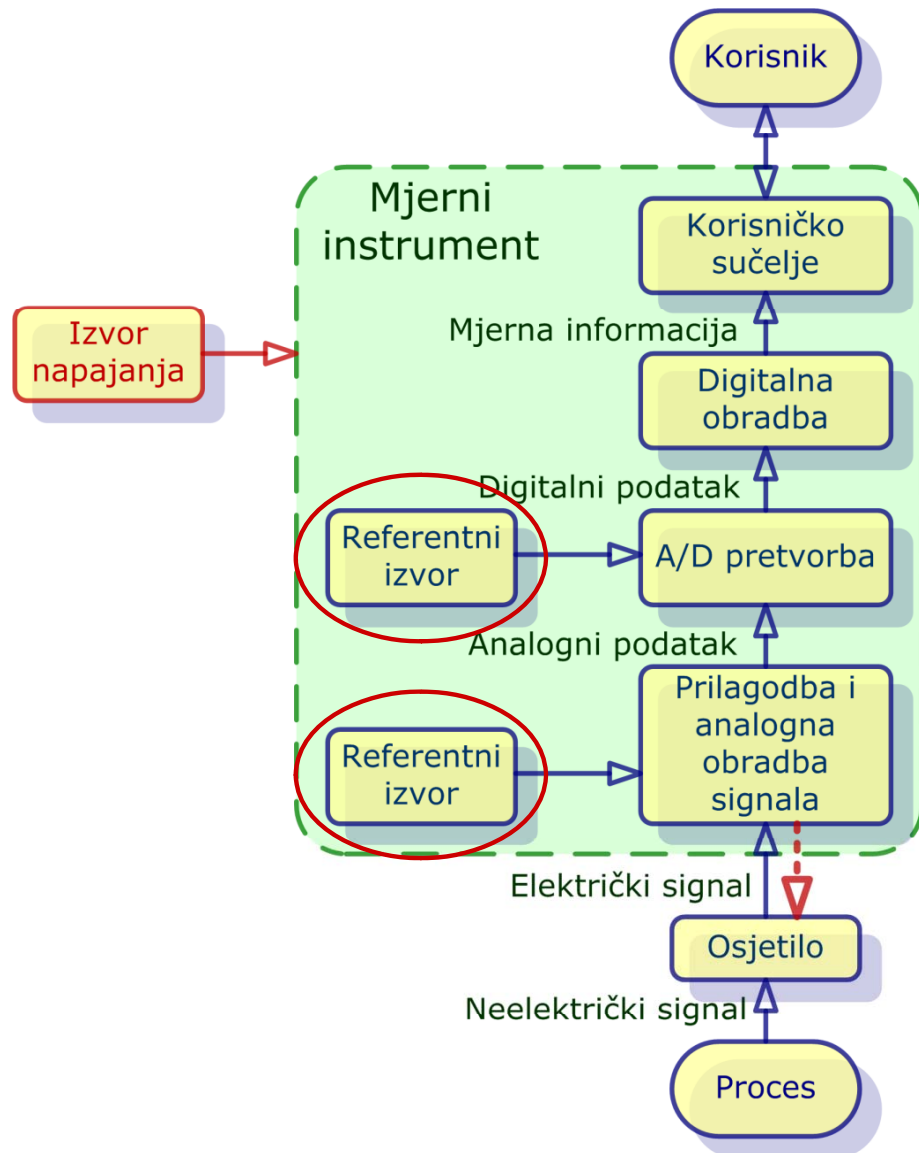 Korisnik
Mjerni
instrument
Korisničko
sučelje
Izvor
napajanja
Mjerna informacija
Digitalna
obradba
Digitalni podatak
Referentni
izvor
A/D pretvorba
Analogni podatak
Referentni
izvor
Prilagodba i
analogna
obradba
signala
Električki signal
Osjetilo
Neelektrički signal
Proces